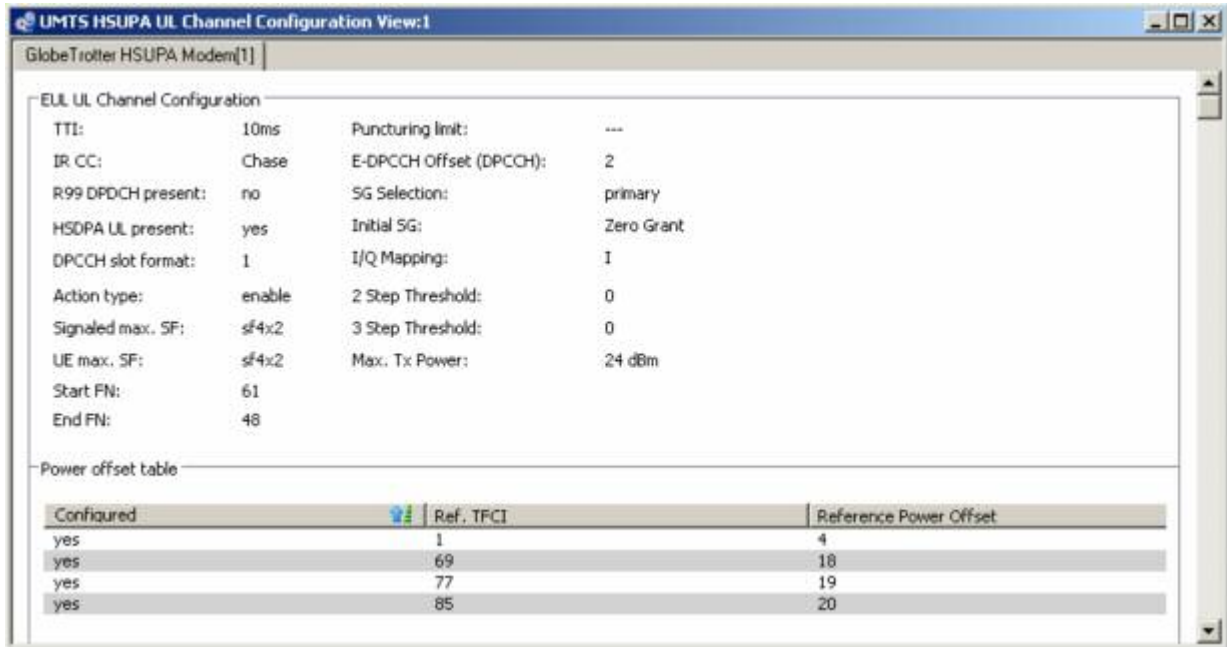 UMTS HSUPA UL Channel Configuration View:1
GlobeTrotter HSUPA Modem[1]
EUL UL Channel Configuration
TTI: 10ms Puncturing limit: ---
IR CC: Chase E-DPCCH Offset (DPCCH): 2
R99 DPDCH present: no SG Selection: primary
HSDPA UL present: yes Initial SG: Zero Grant
DPCCH slot format: 1 I/Q Mapping: I
Action type: enable 2 Step Threshold: 0
Signaled max. SF: sf4x2 3 Step Threshold: 0
UE max. SF: sf4x2 Max. Tx Power: 24 dBm
Start FN: 61
End FN: 48
Power offset table
Configured Ref. TFCI Reference Power Offset
yes 1 4
yes 69 18
yes 77 19
yes 85 20